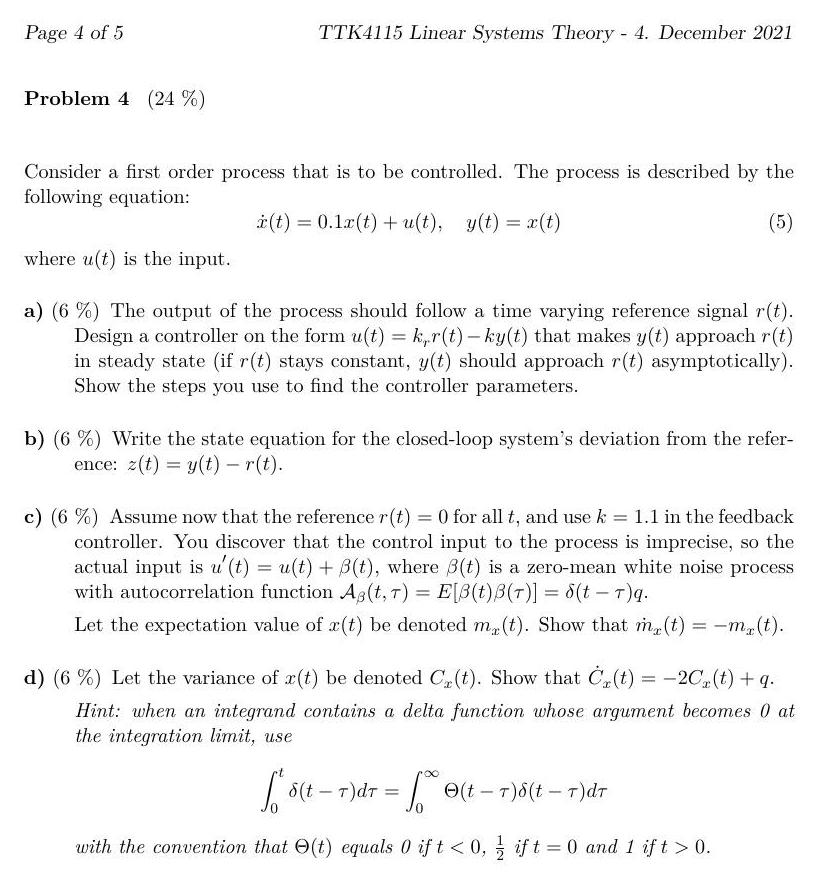 Page 4 of 5 TTK4115 Linear Systems Theory - 4. December 2021
Problem 4 (24 %)
Consider a first order process that is to be controlled. The process is described by the
following equation:
ẋ(t) = 0.1x(t) + u(t), y(t) = x(t) (5)
where u(t) is the input.
a) (6 %) The output of the process should follow a time varying reference signal r(t).
Design a controller on the form u(t) = kᵣr(t) − ky(t) that makes y(t) approach r(t)
in steady state (if r(t) stays constant, y(t) should approach r(t) asymptotically).
Show the steps you use to find the controller parameters.
b) (6 %) Write the state equation for the closed-loop system's deviation from the refer-
ence: z(t) = y(t) − r(t).
c) (6 %) Assume now that the reference r(t) = 0 for all t, and use k = 1.1 in the feedback
controller. You discover that the control input to the process is imprecise, so the
actual input is u′(t) = u(t) + β(t), where β(t) is a zero-mean white noise process
with autocorrelation function 𝒜_β(t, τ) = E[β(t)β(τ)] = δ(t − τ)q.
Let the expectation value of x(t) be denoted mₓ(t). Show that ṁₓ(t) = −mₓ(t).
d) (6 %) Let the variance of x(t) be denoted Cₓ(t). Show that Ċₓ(t) = −2Cₓ(t) + q.
Hint: when an integrand contains a delta function whose argument becomes 0 at
the integration limit, use
∫₀ᵗ δ(t − τ)dτ = ∫₀^∞ Θ(t − τ)δ(t − τ)dτ
with the convention that Θ(t) equals 0 if t < 0, ½ if t = 0 and 1 if t > 0.